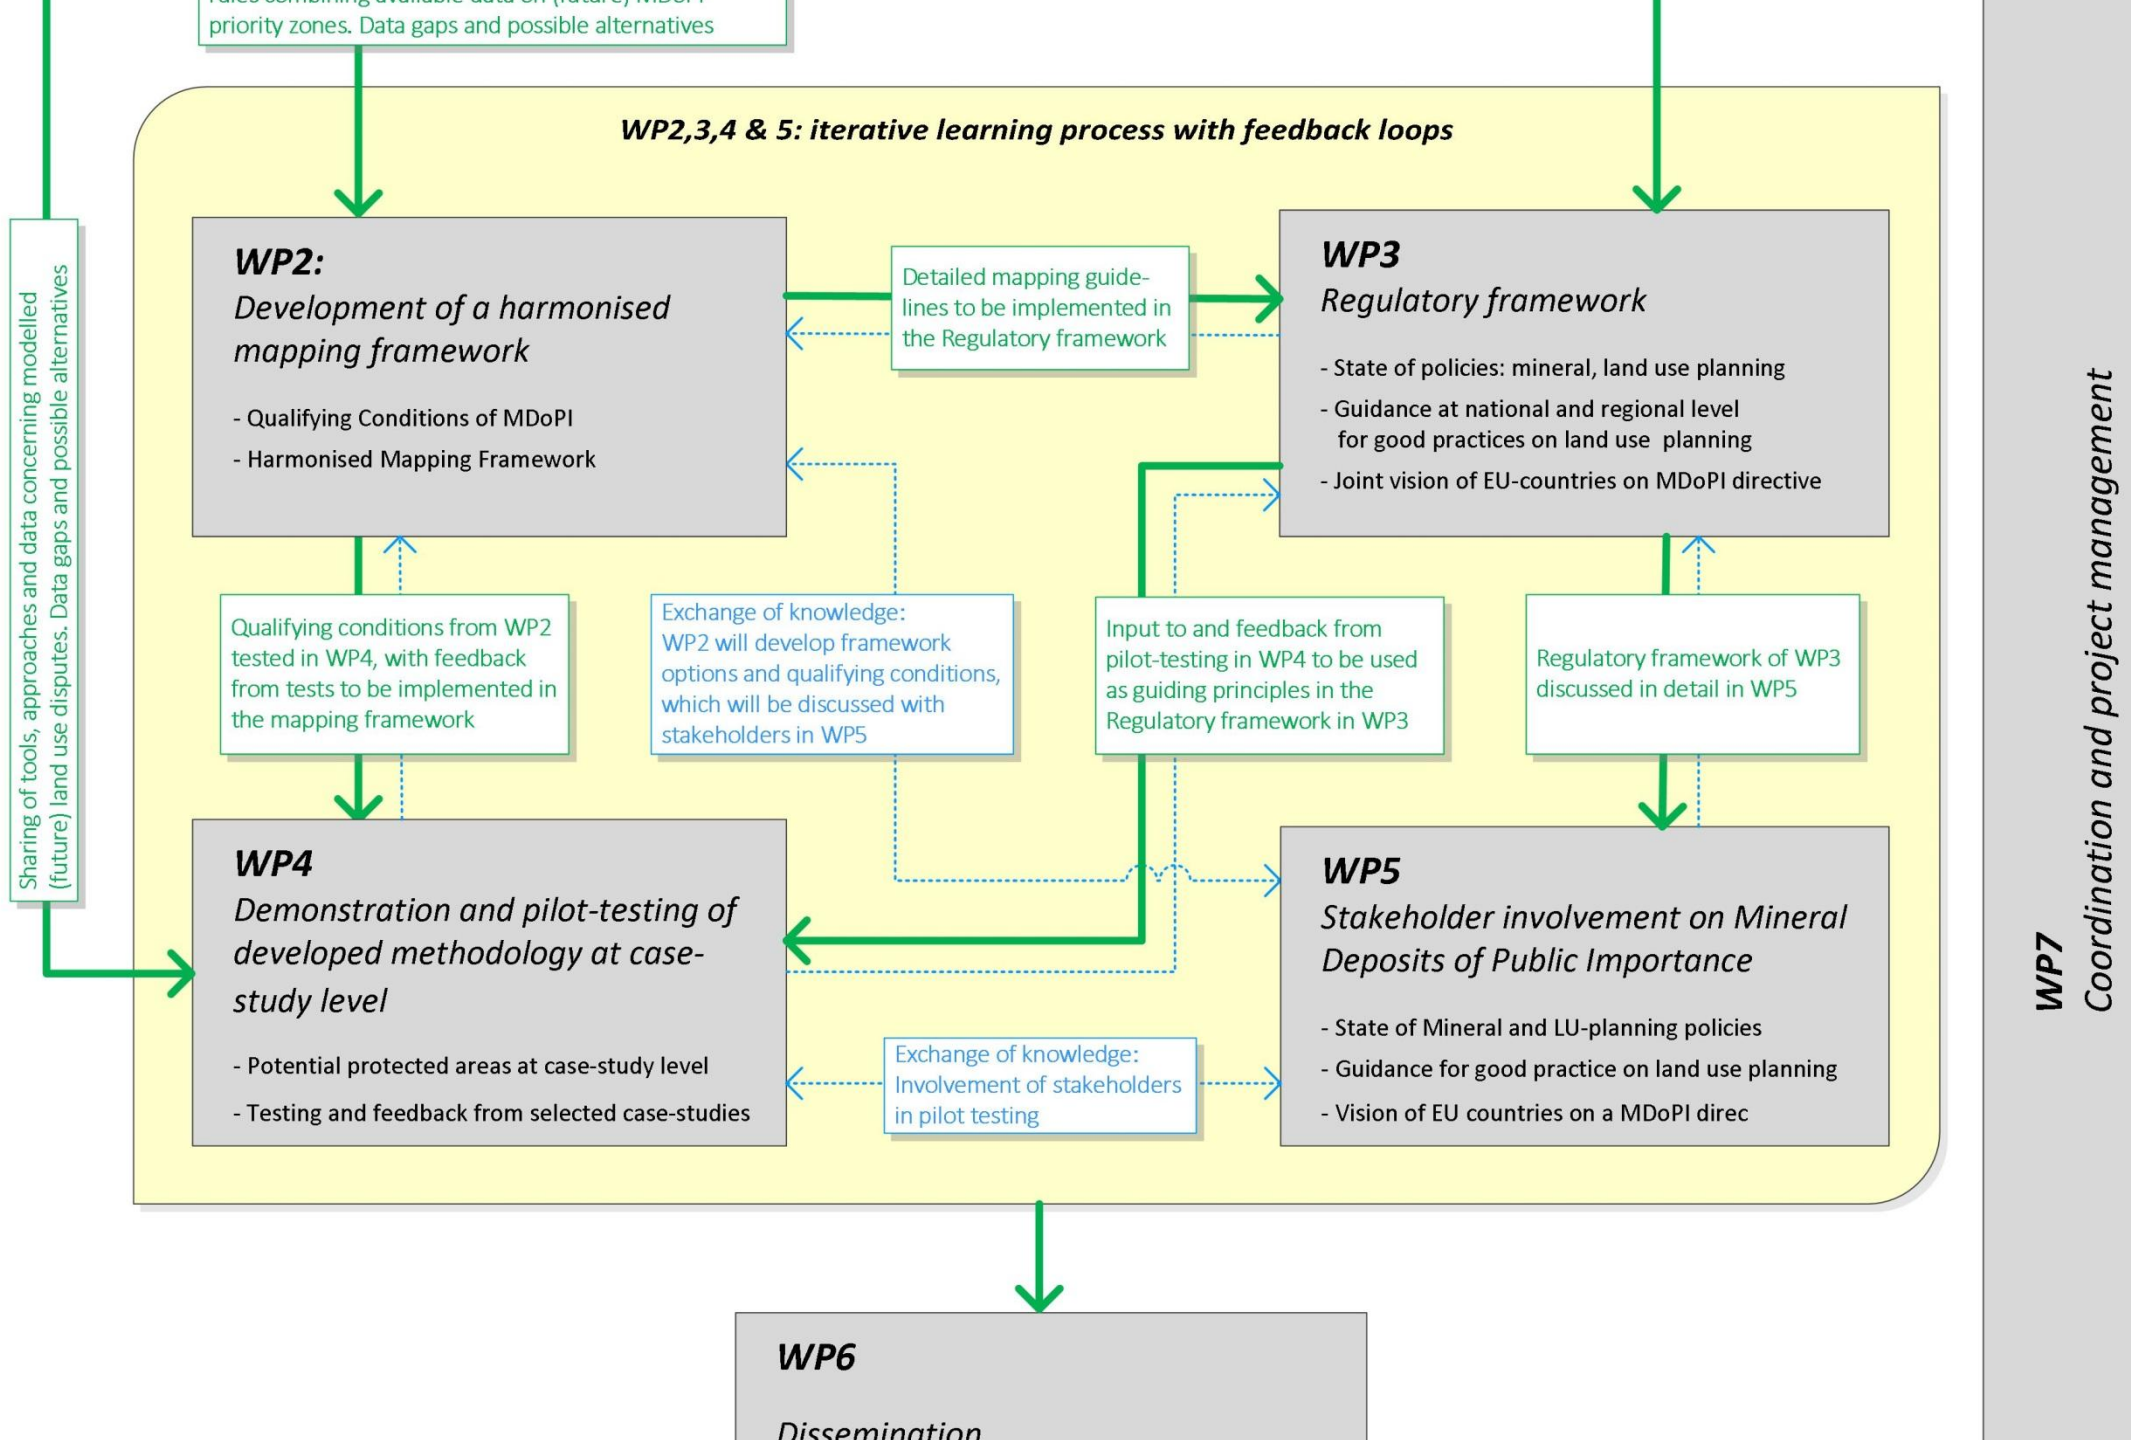 rules combining available data on (future) MDoPI
priority zones. Data gaps and possible alternatives
WP2,3,4 & 5: iterative learning process with feedback loops
WP2:
Development of a harmonised
mapping framework
- Qualifying Conditions of MDoPI
- Harmonised Mapping Framework
Detailed mapping guide-
lines to be implemented in
the Regulatory framework
WP3
Regulatory framework
- State of policies: mineral, land use planning
- Guidance at national and regional level
for good practices on land use planning
- Joint vision of EU-countries on MDoPI directive
Sharing of tools, approaches and data concerning modelled
(future) land use disputes. Data gaps and possible alternatives
Qualifying conditions from WP2
tested in WP4, with feedback
from tests to be implemented in
the mapping framework
Exchange of knowledge:
WP2 will develop framework
options and qualifying conditions,
which will be discussed with
stakeholders in WP5
Input to and feedback from
pilot-testing in WP4 to be used
as guiding principles in the
Regulatory framework in WP3
Regulatory framework of WP3
discussed in detail in WP5
WP4
Demonstration and pilot-testing of
developed methodology at case-
study level
- Potential protected areas at case-study level
- Testing and feedback from selected case-studies
Exchange of knowledge:
Involvement of stakeholders
in pilot testing
WP5
Stakeholder involvement on Mineral
Deposits of Public Importance
- State of Mineral and LU-planning policies
- Guidance for good practice on land use planning
- Vision of EU countries on a MDoPI direc
WP7
Coordination and project management
WP6
Dissemination